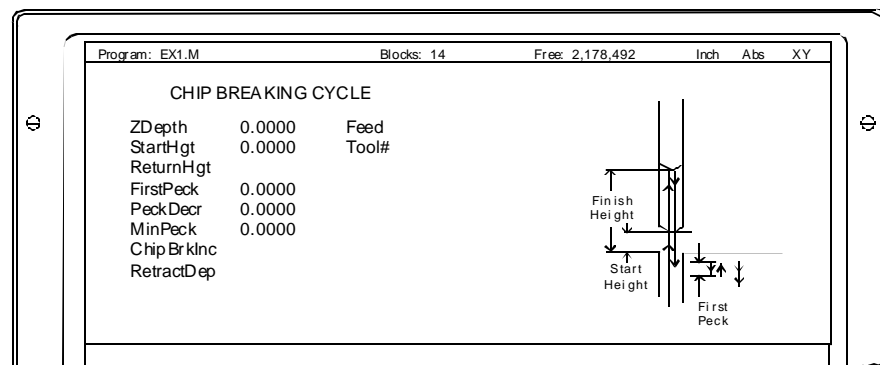 Program: EX1.M Blocks: 14 Free: 2,178,492 Inch Abs XY
CHIP BREAKING CYCLE
ZDepth 0.0000 Feed
StartHgt 0.0000 Tool#
ReturnHgt
FirstPeck 0.0000
PeckDecr 0.0000
MinPeck 0.0000
ChipBrkInc
RetractDep
Finish
Height
Start
Height
First
Peck